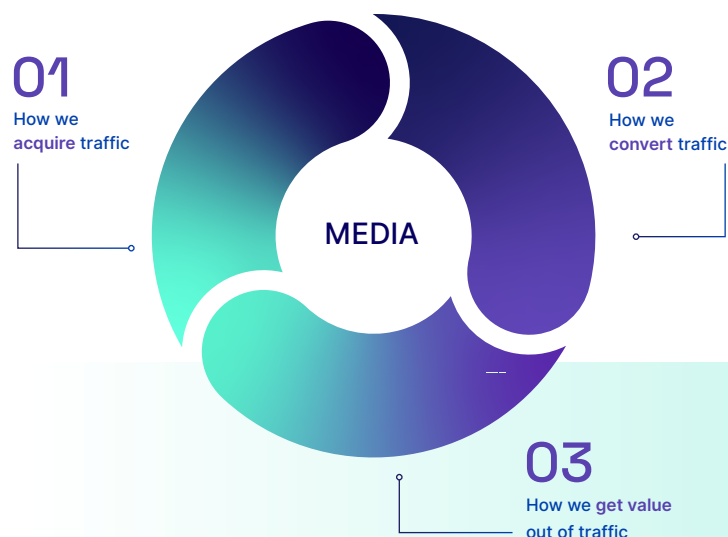 01
How we
acquire traffic
02
How we
convert traffic
MEDIA
03
How we get value
out of traffic